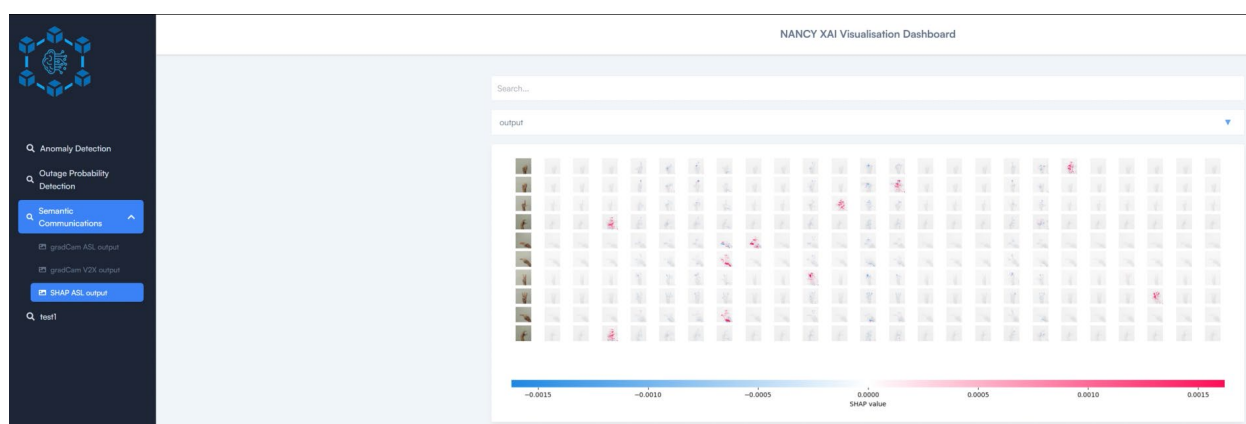 NANCY XAI Visualisation Dashboard
Search...
output
Anomaly Detection
Outage Probability
Detection
Semantic
Communications
gradCam ASL output
gradCam V2X output
SHAP ASL output
test1
−0.0015 −0.0010 −0.0005 0.0000 0.0005 0.0010 0.0015
SHAP value